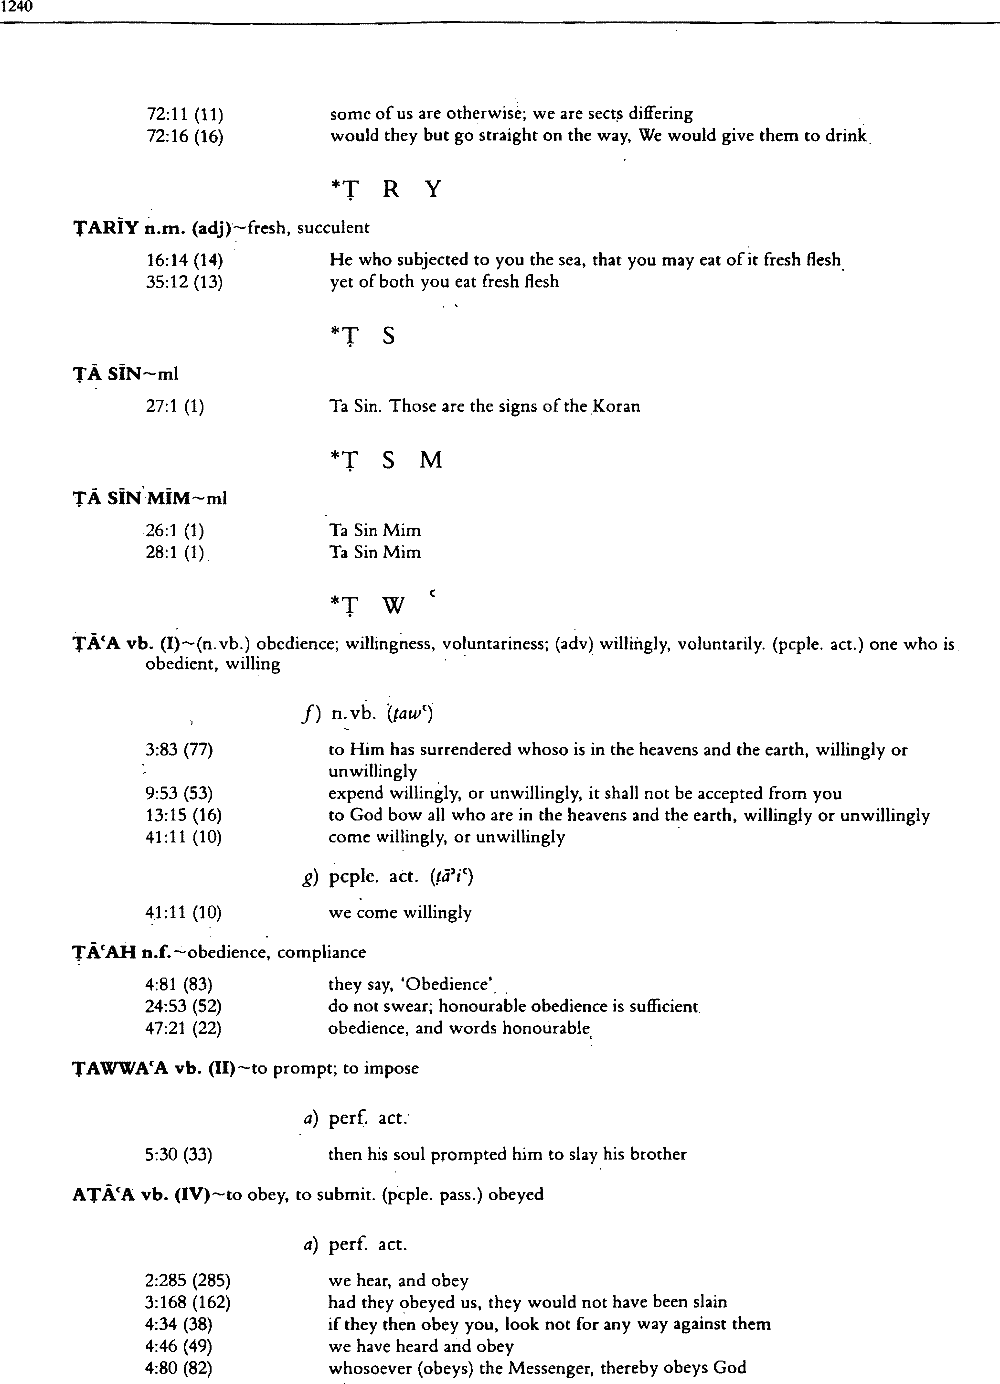 1240
72:11 (11) some of us are otherwise; we are sects differing
72:16 (16) would they but go straight on the way, We would give them to drink
*Ṭ R Y
ṬARĪY n.m. (adj)~fresh, succulent
16:14 (14) He who subjected to you the sea, that you may eat of it fresh flesh
35:12 (13) yet of both you eat fresh flesh
*Ṭ S
ṬĀ SĪN~ml
27:1 (1) Ta Sin. Those are the signs of the Koran
*Ṭ S M
ṬĀ SĪN MĪM~ml
26:1 (1) Ta Sin Mim
28:1 (1) Ta Sin Mim
*Ṭ W ʿ
ṬĀʿA vb. (I)~(n.vb.) obedience; willingness, voluntariness; (adv) willingly, voluntarily. (pcple. act.) one who is
obedient, willing
f) n.vb. (ṭawʿ)
3:83 (77) to Him has surrendered whoso is in the heavens and the earth, willingly or
unwillingly
9:53 (53) expend willingly, or unwillingly, it shall not be accepted from you
13:15 (16) to God bow all who are in the heavens and the earth, willingly or unwillingly
41:11 (10) come willingly, or unwillingly
g) pcple. act. (ṭāʾiʿ)
41:11 (10) we come willingly
ṬĀʿAH n.f.~obedience, compliance
4:81 (83) they say, 'Obedience'
24:53 (52) do not swear; honourable obedience is sufficient
47:21 (22) obedience, and words honourable
ṬAWWAʿA vb. (II)~to prompt; to impose
a) perf. act.
5:30 (33) then his soul prompted him to slay his brother
AṬĀʿA vb. (IV)~to obey, to submit. (pcple. pass.) obeyed
a) perf. act.
2:285 (285) we hear, and obey
3:168 (162) had they obeyed us, they would not have been slain
4:34 (38) if they then obey you, look not for any way against them
4:46 (49) we have heard and obey
4:80 (82) whosoever (obeys) the Messenger, thereby obeys God